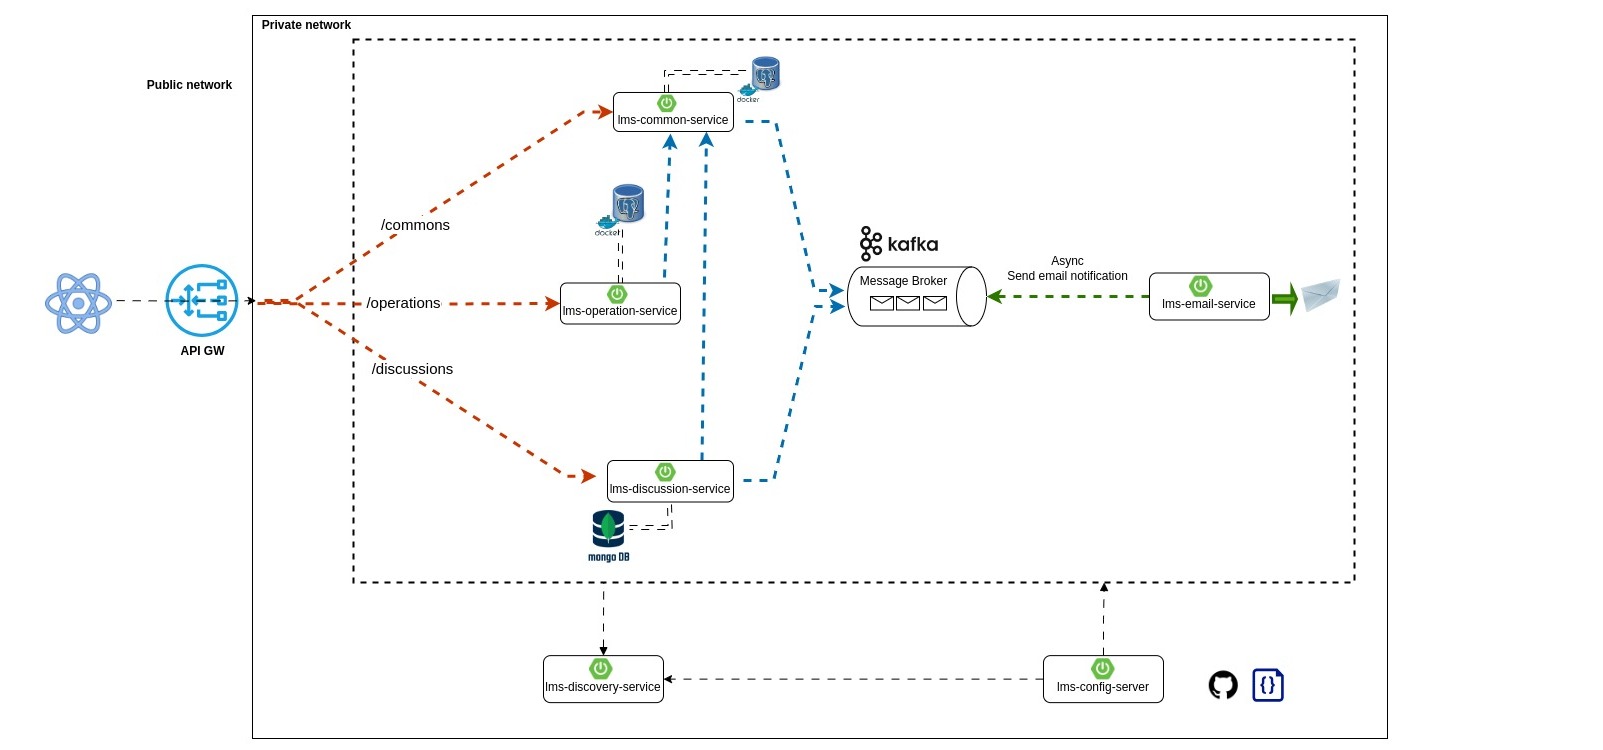 Private network
Public network
docker
lms-common-service
/commons
docker
kafka
Message Broker
Async
Send email notification
/operations
lms-operation-service
lms-email-service
API GW
/discussions
lms-discussion-service
mongo DB
lms-discovery-service
lms-config-server
{}